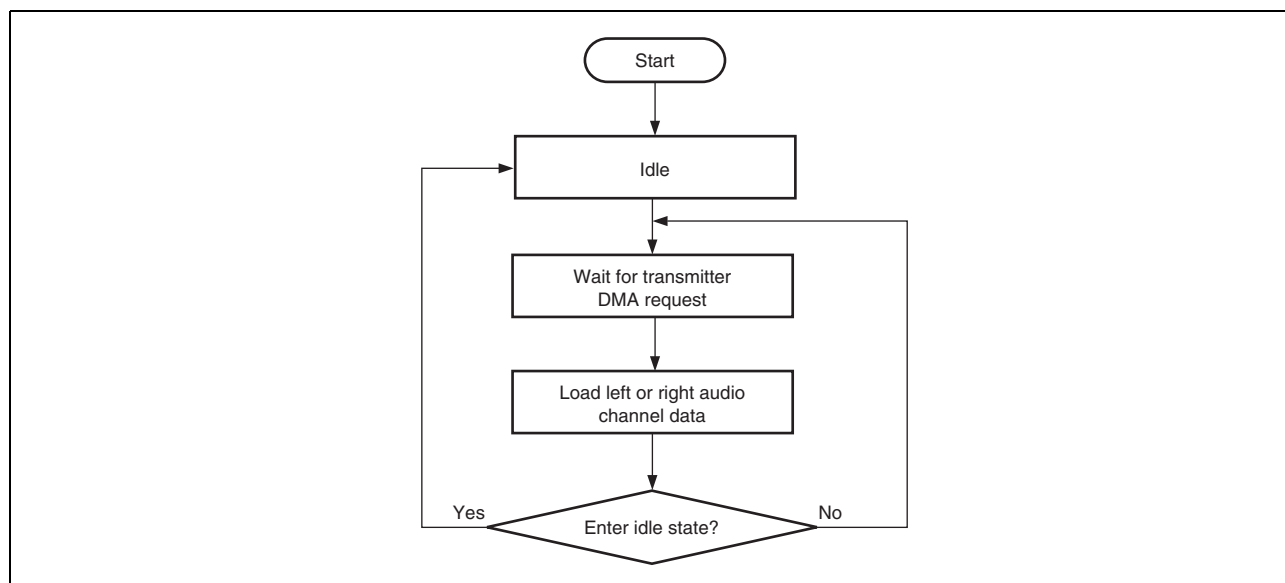 Start
Idle
Wait for transmitter
DMA request
Load left or right audio
channel data
Yes
Enter idle state?
No